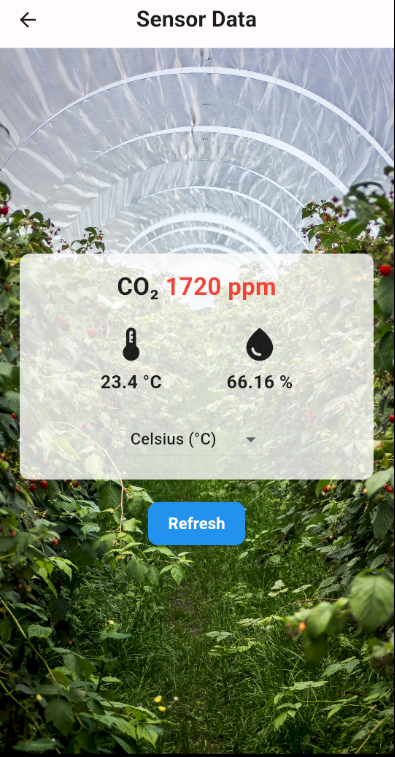 Sensor Data
CO₂ 1720 ppm
23.4 °C
66.16 %
Celsius (°C)
Refresh